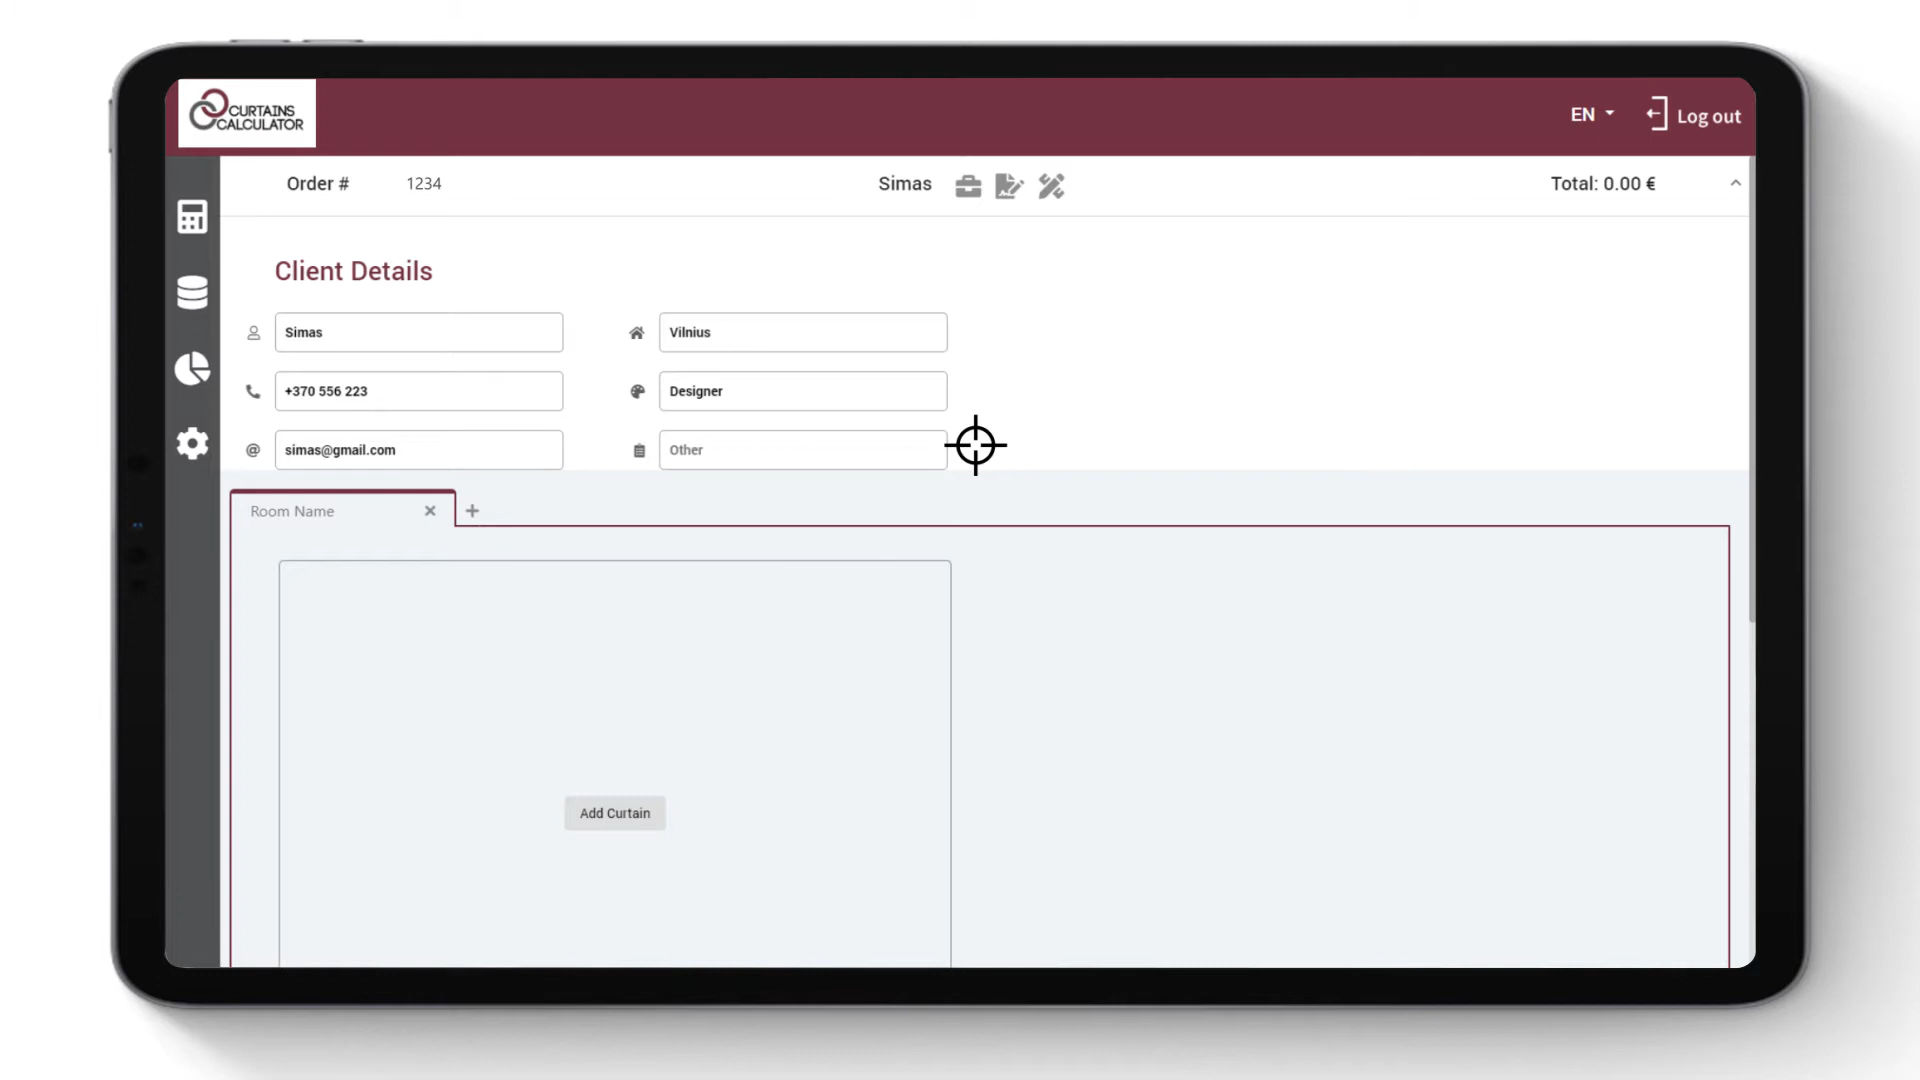 CURTAINS
CALCULATOR
EN
Log out
Order # 1234
Simas
Total: 0.00 €
Client Details
Simas
Vilnius
+370 556 223
Designer
@ simas@gmail.com
Other
Room Name
Add Curtain